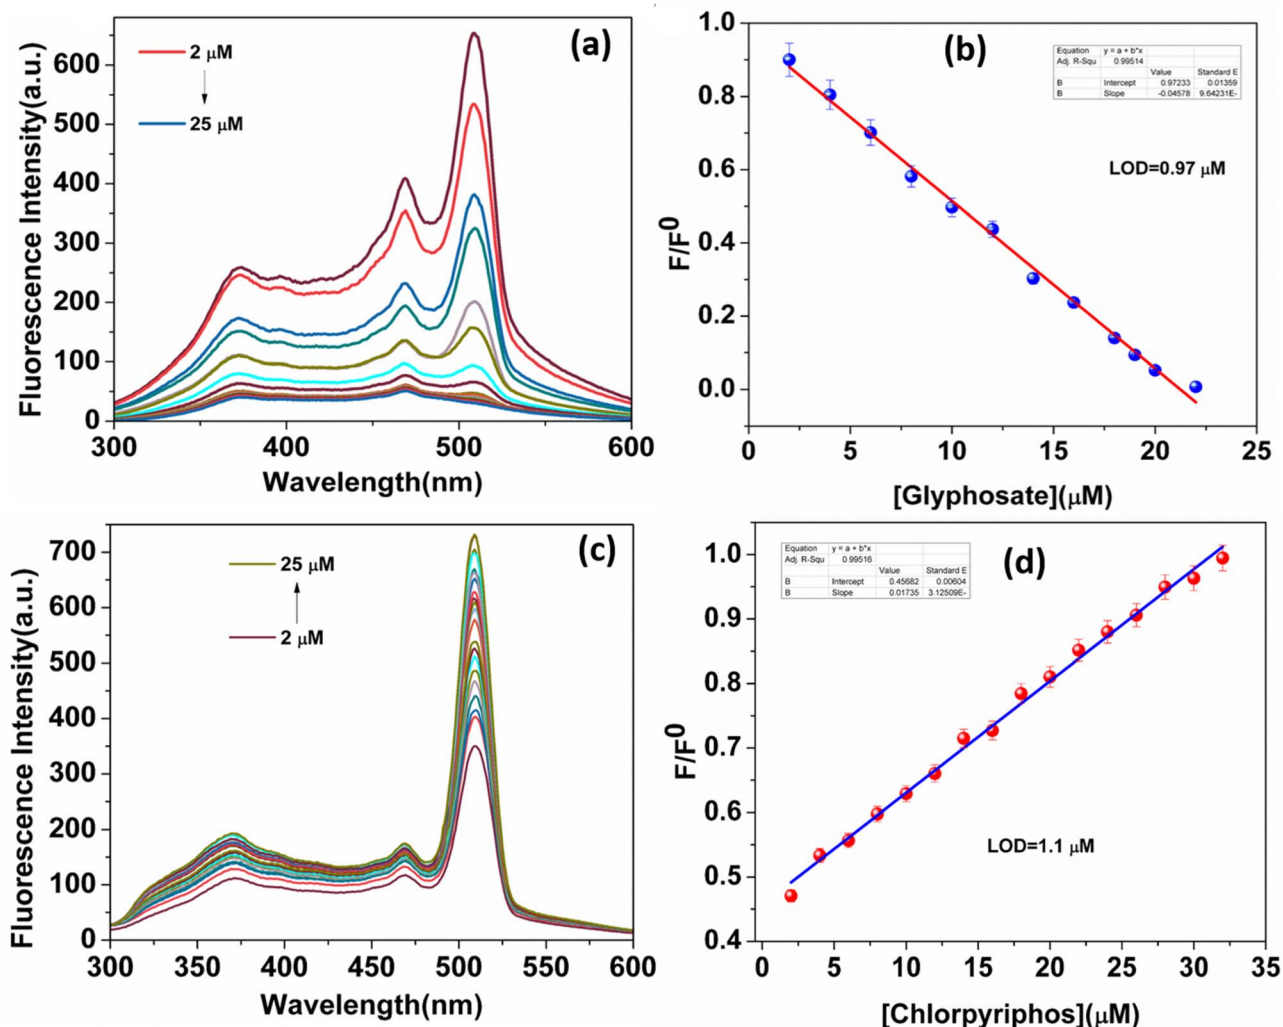 (a)
2 μM
25 μM
Fluorescence Intensity(a.u.)
600
500
400
300
200
100
0
300 400 500 600
Wavelength(nm)
(b)
Equation y = a + b*x
Adj. R-Squ 0.99514
Value Standard E
B Intercept 0.97233 0.01359
B Slope -0.04578 9.64231E-
LOD=0.97 μM
F/F0
1.0
0.8
0.6
0.4
0.2
0.0
0 5 10 15 20 25
[Glyphosate](μM)
(c)
25 μM
2 μM
Fluorescence Intensity(a.u.)
700
600
500
400
300
200
100
0
300 350 400 450 500 550 600
Wavelength(nm)
(d)
Equation y = a + b*x
Adj. R-Squ 0.99516
Value Standard E
B Intercept 0.45682 0.00604
B Slope 0.01735 3.12509E-
LOD=1.1 μM
F/F0
1.0
0.9
0.8
0.7
0.6
0.5
0.4
0 5 10 15 20 25 30 35
[Chlorpyriphos](μM)